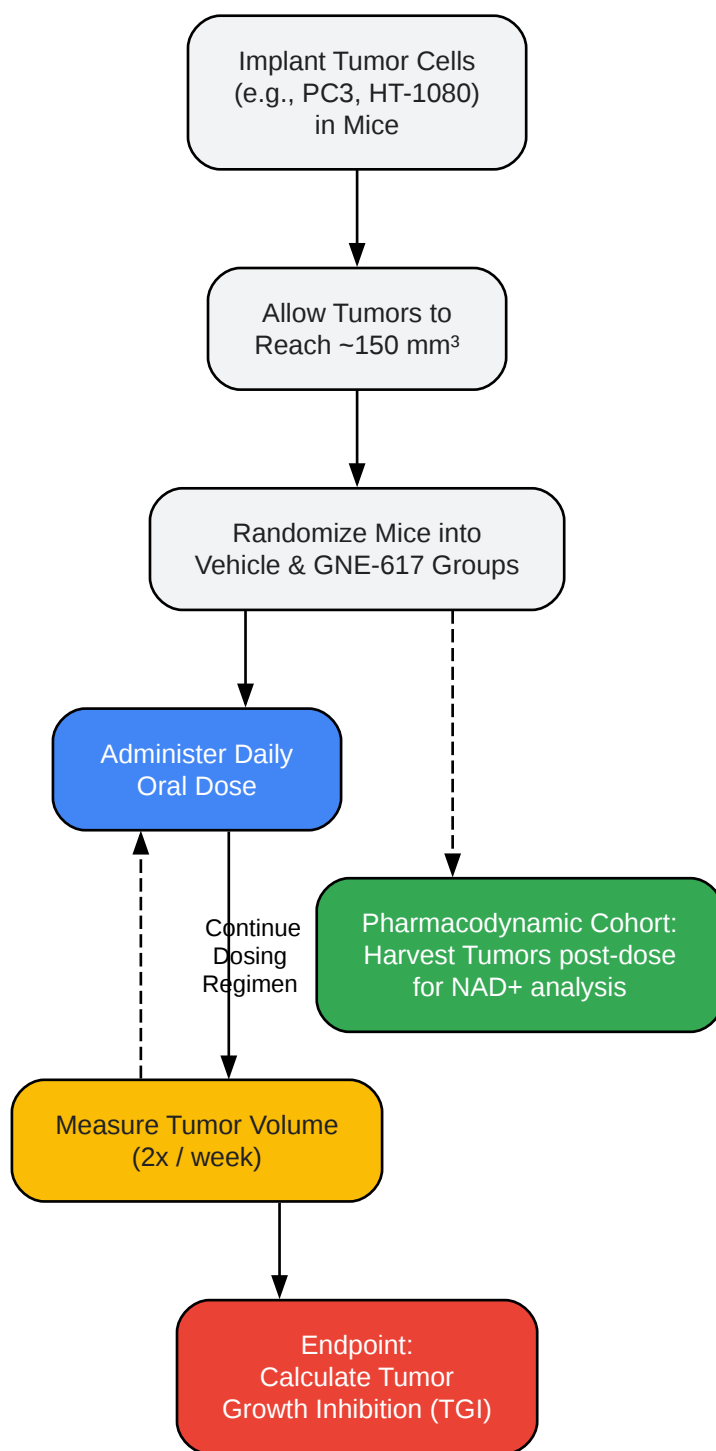 Implant Tumor Cells
(e.g., PC3, HT-1080)
in Mice
Allow Tumors to
Reach ~150 mm³
Randomize Mice into
Vehicle & GNE-617 Groups
Administer Daily
Oral Dose
Continue
Dosing
Regimen
Pharmacodynamic Cohort:
Harvest Tumors post-dose
for NAD+ analysis
Measure Tumor Volume
(2x / week)
Endpoint:
Calculate Tumor
Growth Inhibition (TGI)